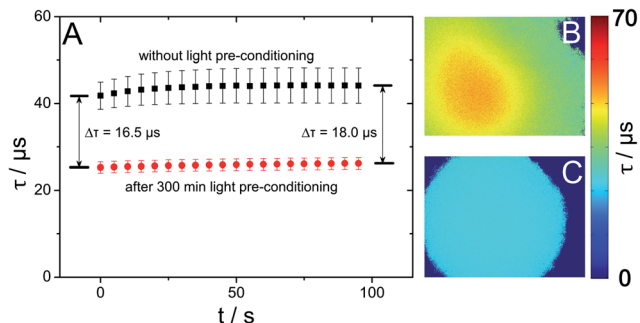 A
60
40
20
0
τ / µs
without light pre-conditioning
Δτ = 16.5 µs
Δτ = 18.0 µs
after 300 min light pre-conditioning
0
50
100
t / s
B
C
70
τ / µs
0